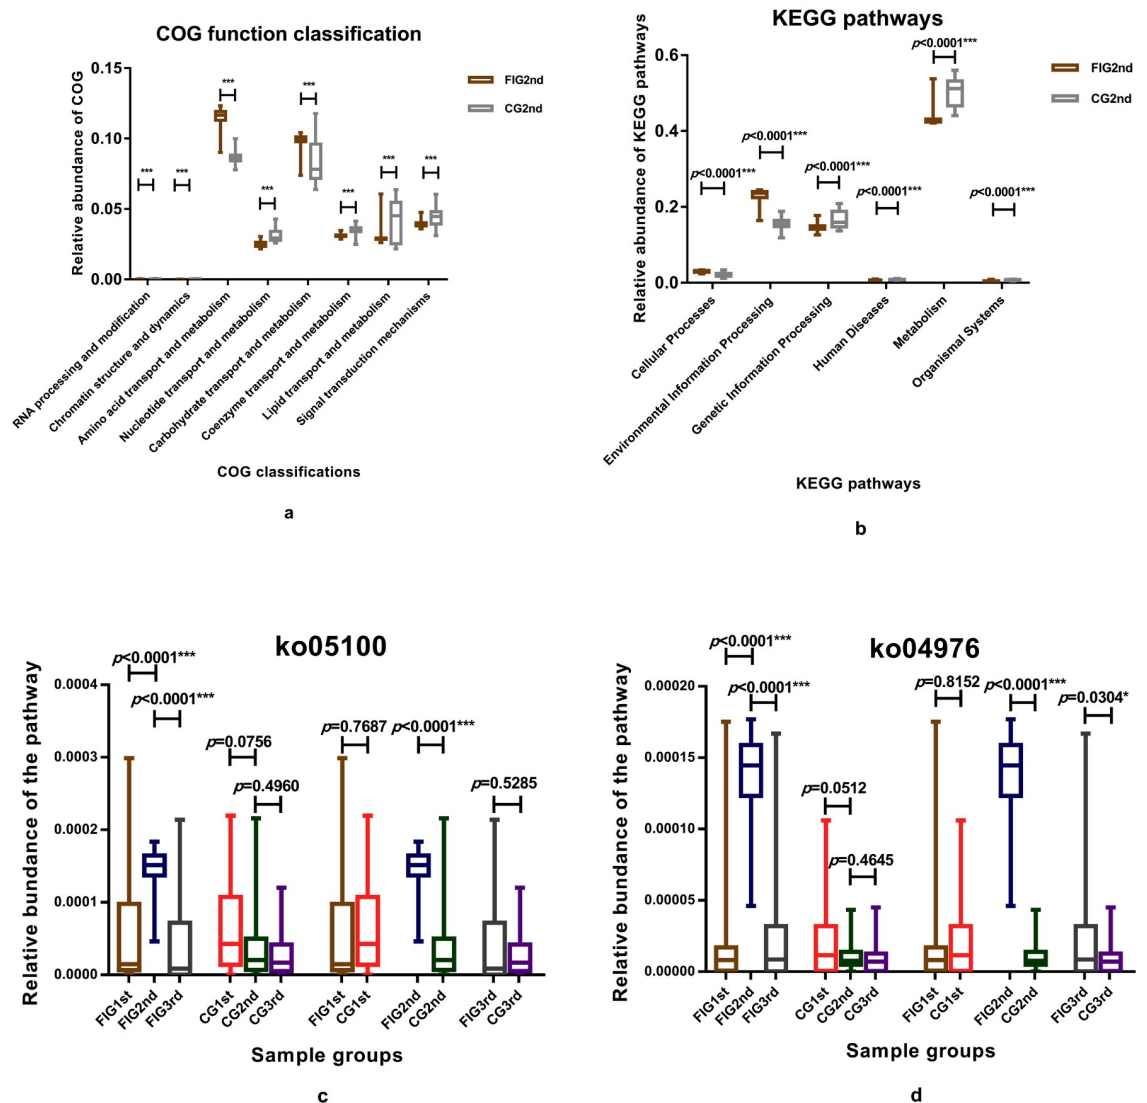 COG function classification
Relative abundance of COG
0.15
0.10
0.05
0.00
***
***
***
***
***
***
***
***
FIG2nd
CG2nd
RNA processing and modification
Chromatin structure and dynamics
Amino acid transport and metabolism
Nucleotide transport and metabolism
Carbohydrate transport and metabolism
Coenzyme transport and metabolism
Lipid transport and metabolism
Signal transduction mechanisms
COG classifications
a
KEGG pathways
Relative abundance of KEGG pathways
0.6
0.4
0.2
0.0
p<0.0001***
p<0.0001***
p<0.0001***
p<0.0001***
p<0.0001***
p<0.0001***
FIG2nd
CG2nd
Cellular Processes
Environmental Information Processing
Genetic Information Processing
Human Diseases
Metabolism
Organismal Systems
KEGG pathways
b
ko05100
Relative bundance of the pathway
0.0004
0.0003
0.0002
0.0001
0.0000
p<0.0001***
p<0.0001***
p=0.0756
p=0.4960
p=0.7687
p<0.0001***
p=0.5285
FIG1st
FIG2nd
FIG3rd
CG1st
CG2nd
CG3rd
FIG1st
CG1st
FIG2nd
CG2nd
FIG3rd
CG3rd
Sample groups
c
ko04976
Relative bundance of the pathway
0.00020
0.00015
0.00010
0.00005
0.00000
p<0.0001***
p<0.0001***
p=0.0512
p=0.4645
p=0.8152
p<0.0001***
p=0.0304*
FIG1st
FIG2nd
FIG3rd
CG1st
CG2nd
CG3rd
FIG1st
CG1st
FIG2nd
CG2nd
FIG3rd
CG3rd
Sample groups
d